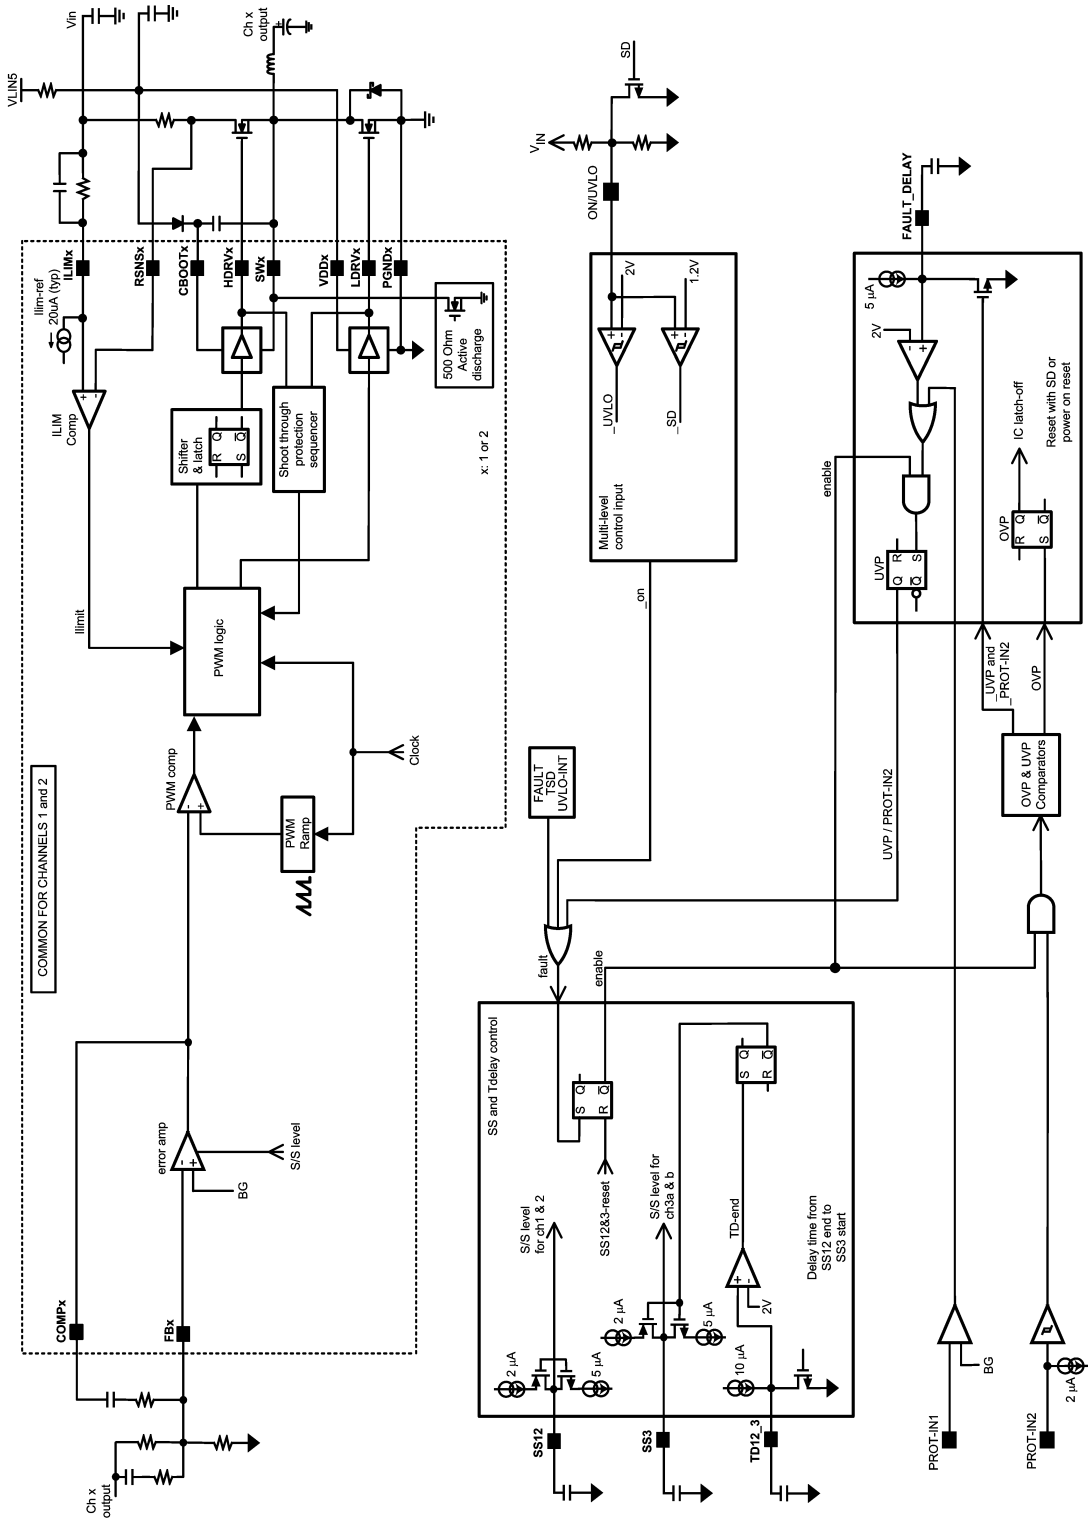 COMMON FOR CHANNELS 1 and 2
Ch x
output
COMPx
FBx
error amp
-
+
BG
S/S level
PWM comp
-
+
PWM
Ramp
Clock
PWM logic
Ilimit
ILIM
Comp
+
-
Ilim-ref
20uA (typ)
Shifter
& latch
R
Q
S
Q
Shoot through
protection
sequencer
500 Ohm
Active
discharge
x: 1 or 2
ILIMx
RSNSx
CBOOTx
HDRVx
SWx
VDDx
LDRVx
PGNDx
VLIN5
Vin
Ch x
output
+
SS and Tdelay control
SS12
SS3
TD12_3
2 µA
5 µA
2 µA
5 µA
10 µA
S/S level
for ch1 & 2
SS12&3-reset
S/S level for
ch3a & b
S
Q
R
Q
TD-end
+
-
2V
S
Q
R
Q
Delay time from
SS12 end to
SS3 start
fault
enable
FAULT
TSD
UVLO-INT
_on
Multi-level
control input
_UVLO
_SD
+
-
+
-
2V
1.2V
ON/UVLO
VIN
SD
UVP / PROT-IN2
enable
UVP
Q
R
Q
S
2V
-
+
5 µA
FAULT_DELAY
OVP
R
Q
S
Q
IC latch-off
Reset with SD or
power on reset
_UVP and
_PROT-IN2
OVP
OVP & UVP
Comparators
PROT-IN1
BG
PROT-IN2
2 µA